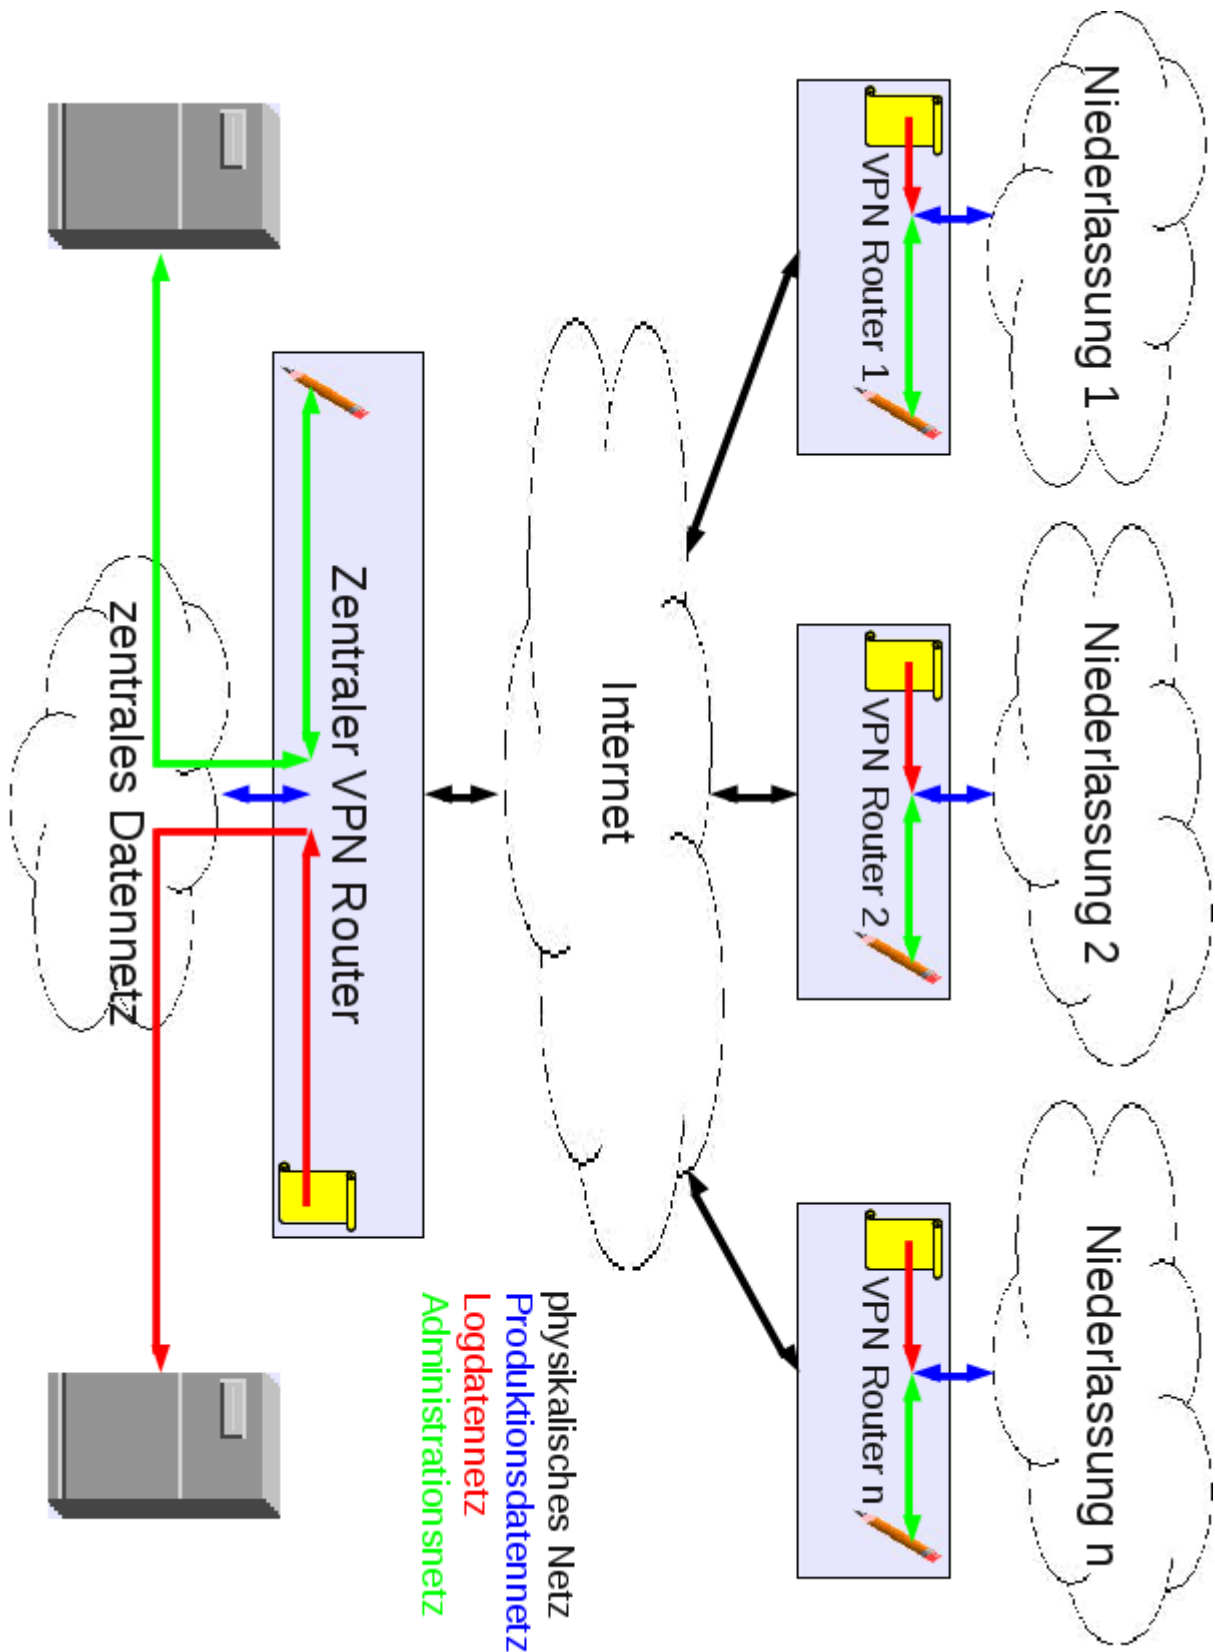 Niederlassung 1
Niederlassung 2
Niederlassung n
VPN Router 1
VPN Router 2
VPN Router n
Internet
Zentraler VPN Router
zentrales Datennetz
physikalisches Netz
Produktionsdatennetz
Logdatennetz
Administrationsnetz